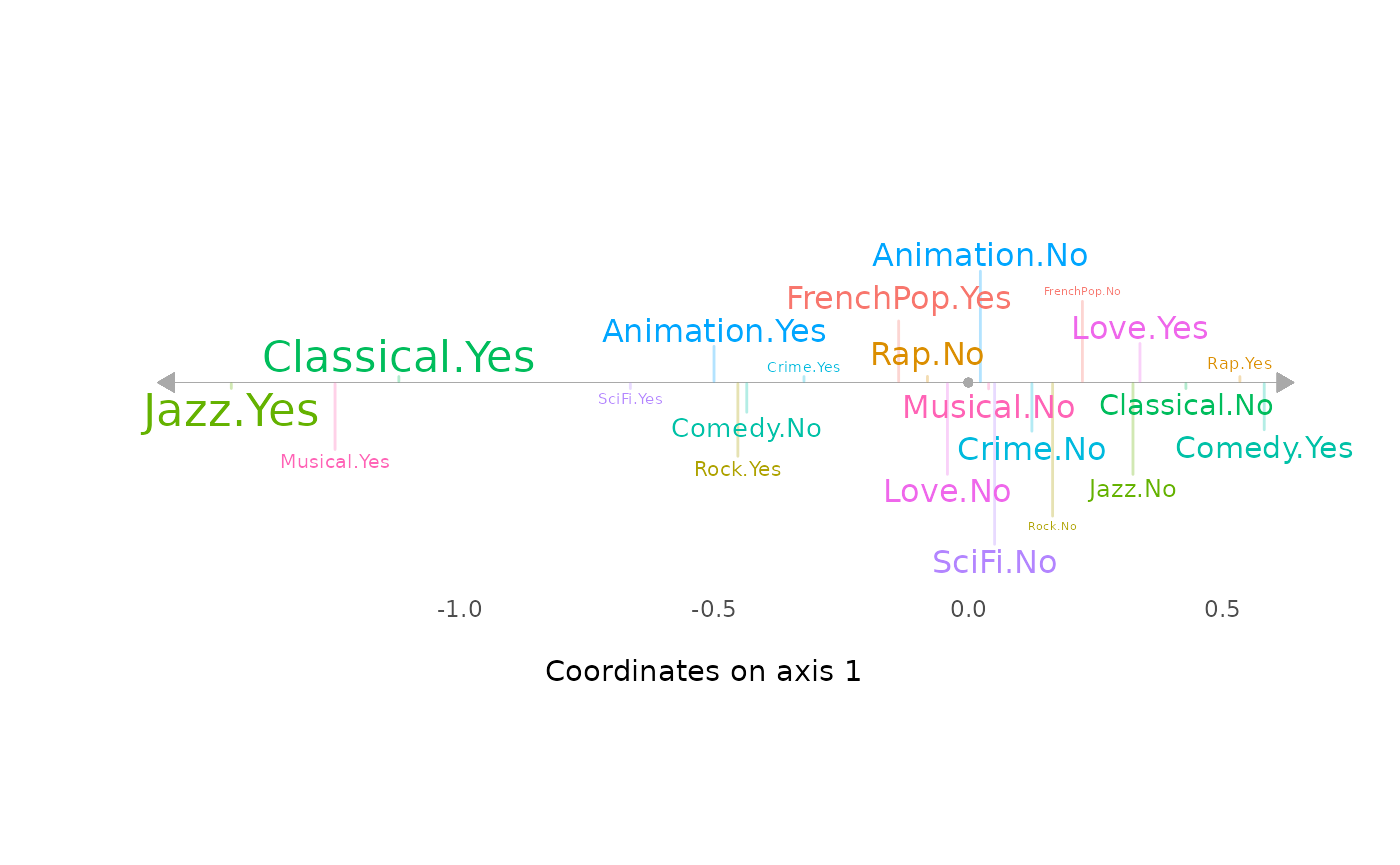 Animation.No
FrenchPop.Yes
FrenchPop.No
Animation.Yes
Love.Yes
Classical.Yes
Crime.Yes
Rap.No
Rap.Yes
Jazz.Yes
SciFi.Yes
Musical.No
Classical.No
Comedy.No
Musical.Yes
Rock.Yes
Crime.No
Comedy.Yes
Love.No
Jazz.No
Rock.No
SciFi.No
-1.0 -0.5 0.0 0.5
Coordinates on axis 1